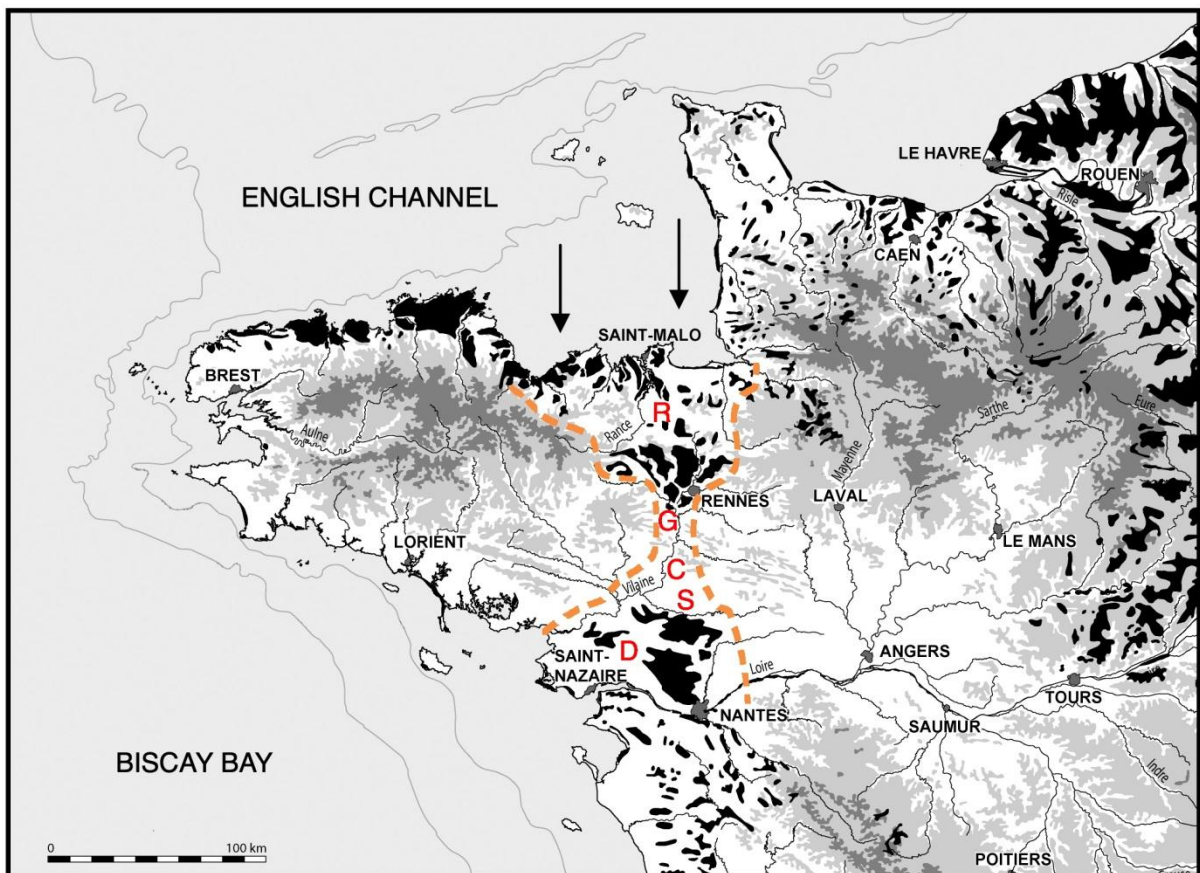 ENGLISH CHANNEL
LE HAVRE
ROUEN
Risle
CAEN
SAINT-MALO
BREST
Aulne
Rance
R
Sarthe
Eure
Mayenne
RENNES
LAVAL
G
LE MANS
LORIENT
C
Vilaine
S
D
SAINT-
NAZAIRE
Loire
ANGERS
TOURS
NANTES
SAUMUR
Indre
BISCAY BAY
0
100 km
POITIERS